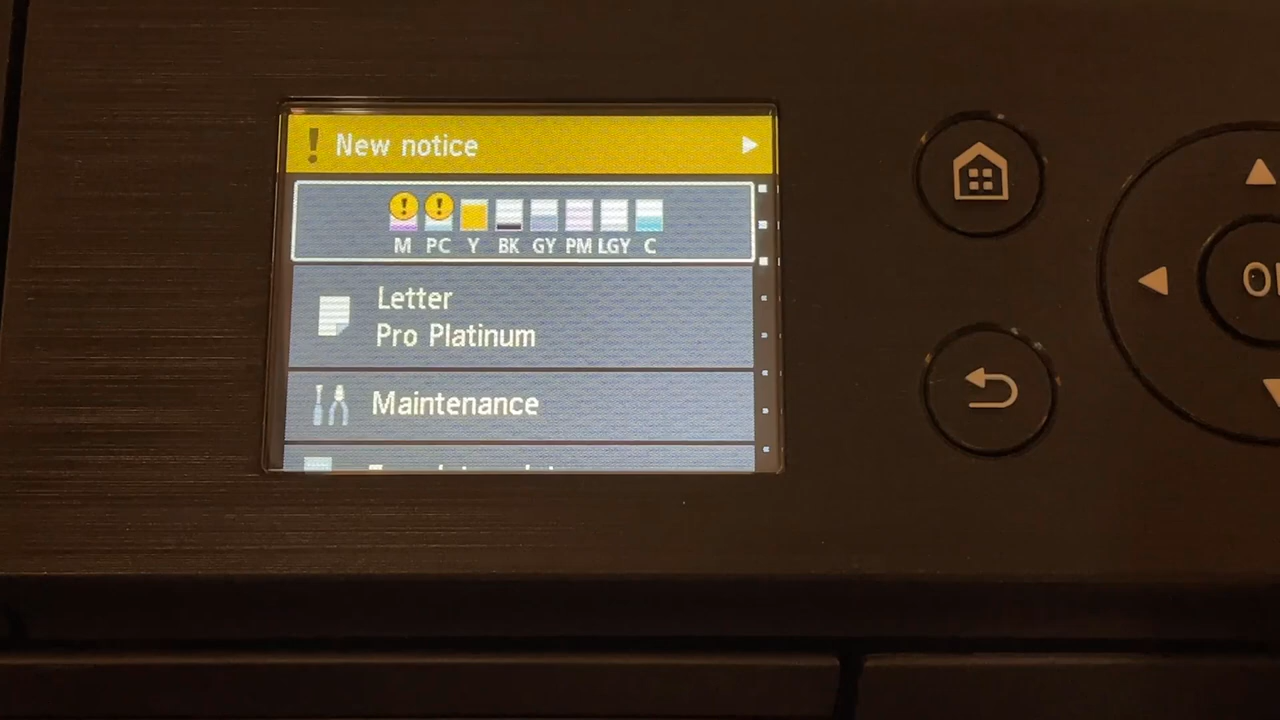 New notice
M PC Y BK GY PM LGY C
Letter
Pro Platinum
Maintenance